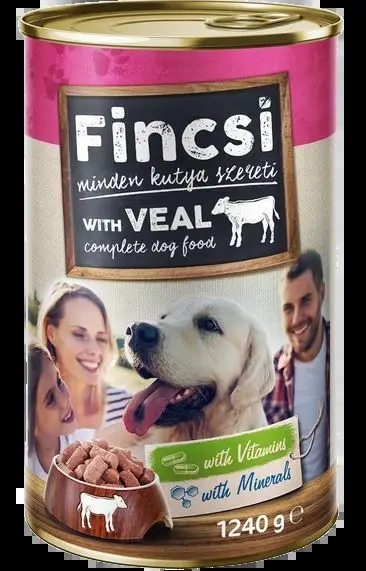 Fincsi
minden kutya szereti
WITH VEAL
complete dog food
with Vitamins
with Minerals
1240 g ℮